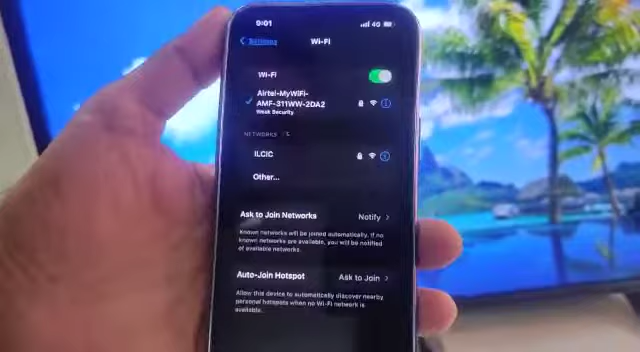 9:01
4G
Settings
Wi-Fi
Wi-Fi
Airtel-MyWiFi-
AMF-311WW-2DA2
Weak Security
NETWORKS
ILCIC
Other...
Ask to Join Networks Notify
Known networks will be joined automatically. If no
known networks are available, you will be notified
of available networks.
Auto-Join Hotspot Ask to Join
Allow this device to automatically discover nearby
personal hotspots when no Wi-Fi network is
available.